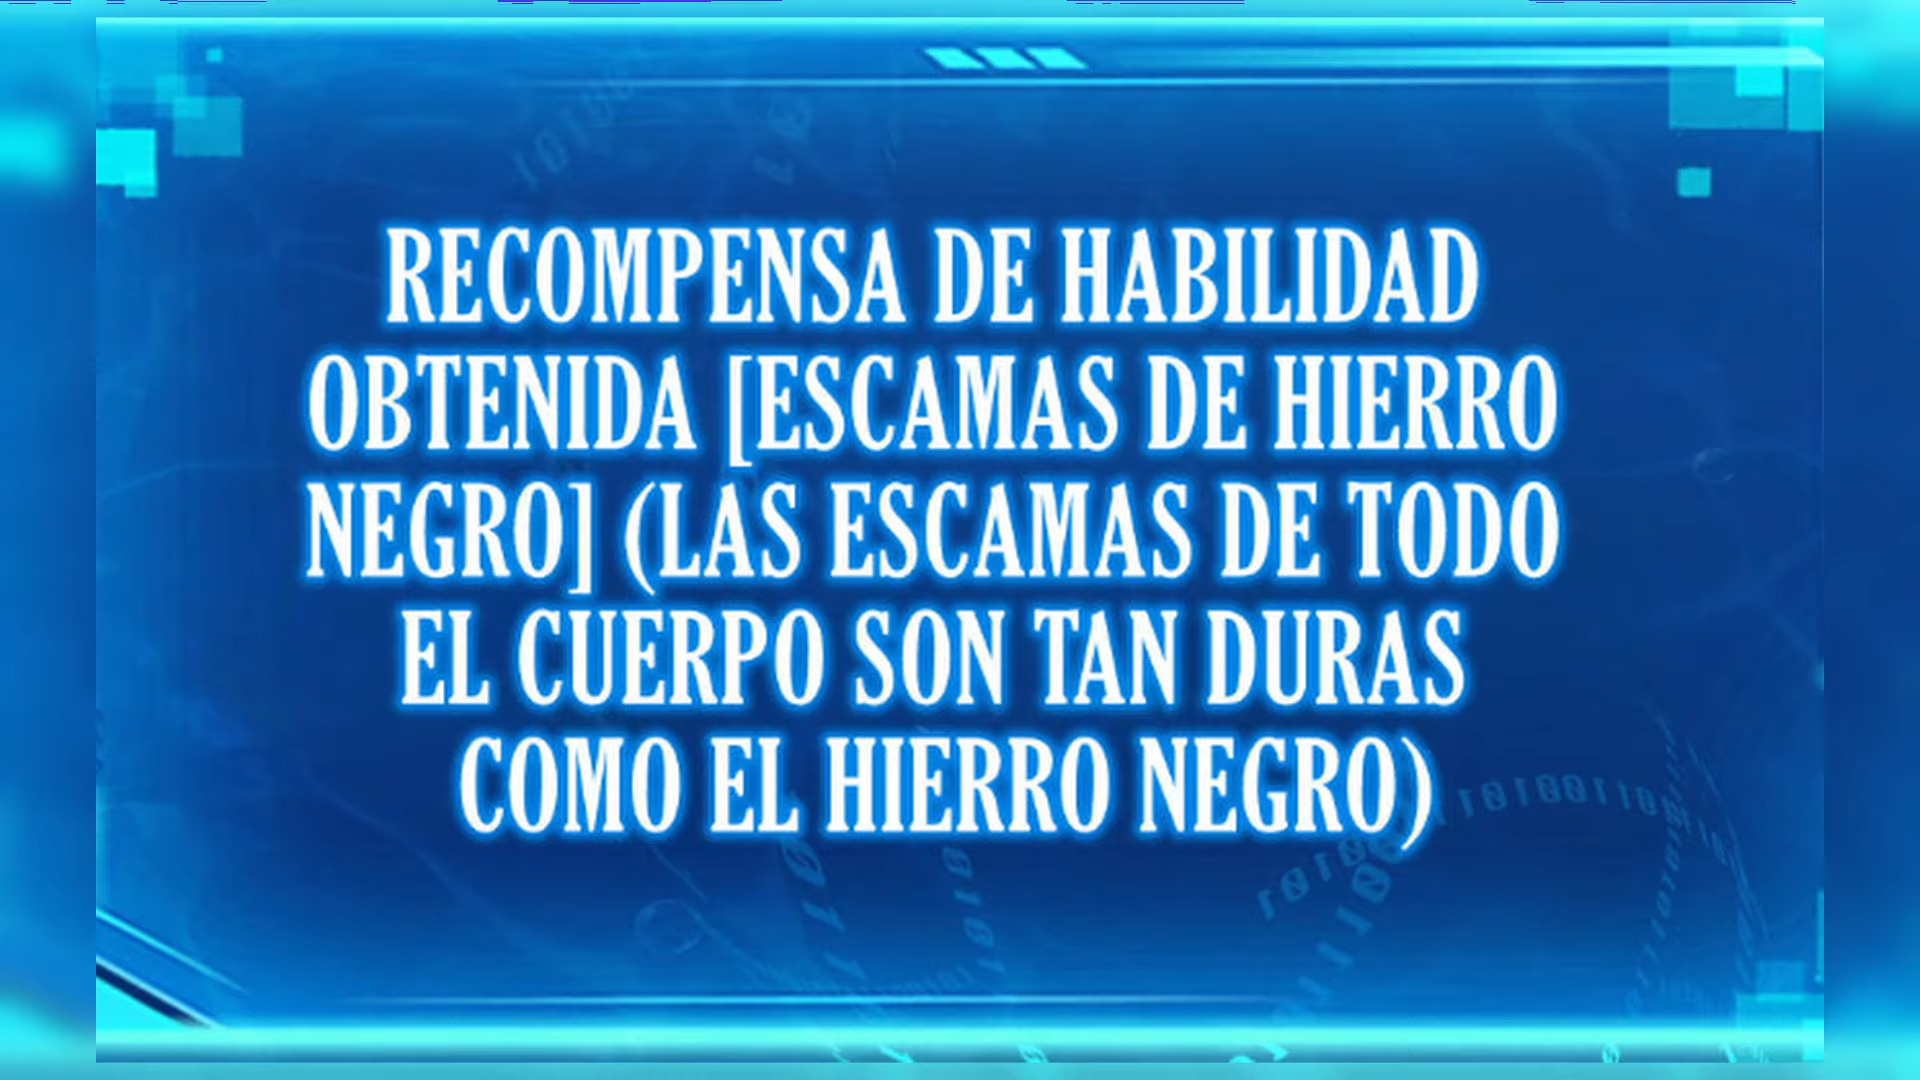 RECOMPENSA DE HABILIDAD
OBTENIDA [ESCAMAS DE HIERRO
NEGRO] (LAS ESCAMAS DE TODO
EL CUERPO SON TAN DURAS
COMO EL HIERRO NEGRO)